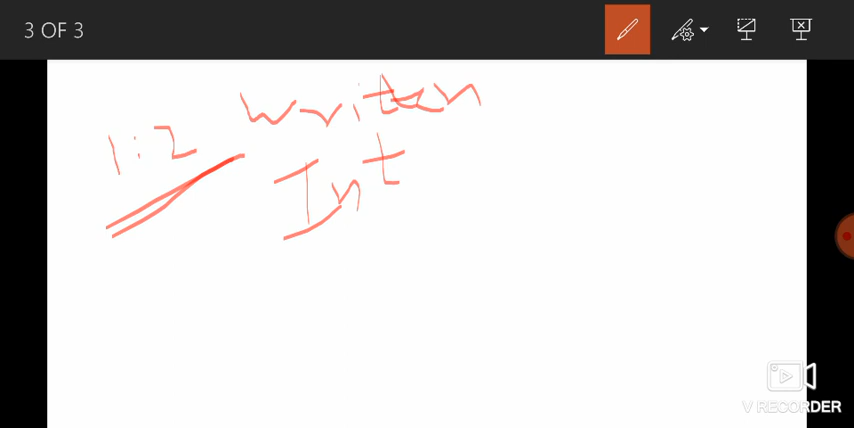 3 OF 3
1:2 written
Int
V RECORDER